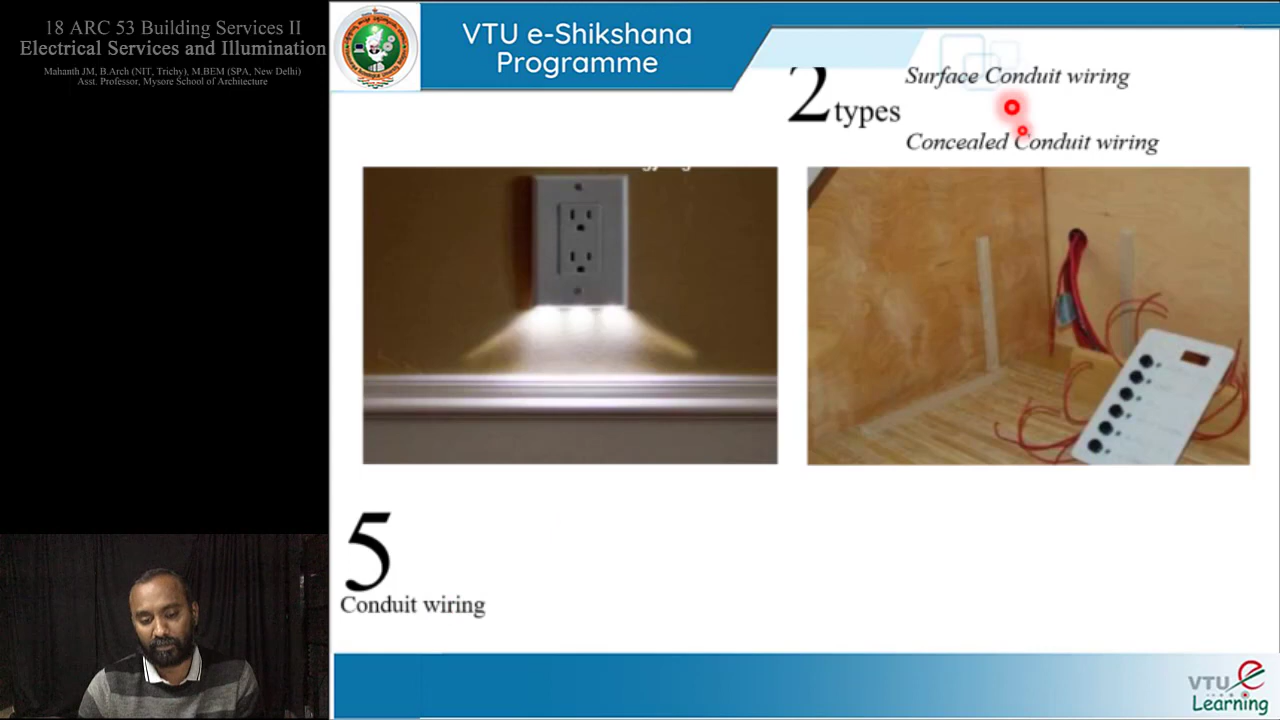 18 ARC 53 Building Services II
Electrical Services and Illumination
Mahanth JM, B.Arch (NIT, Trichy), M.BEM (SPA, New Delhi)
Asst. Professor, Mysore School of Architecture
VTU e-Shikshana
Programme
2 types
Surface Conduit wiring
Concealed Conduit wiring
5
Conduit wiring
VTU e
Learning